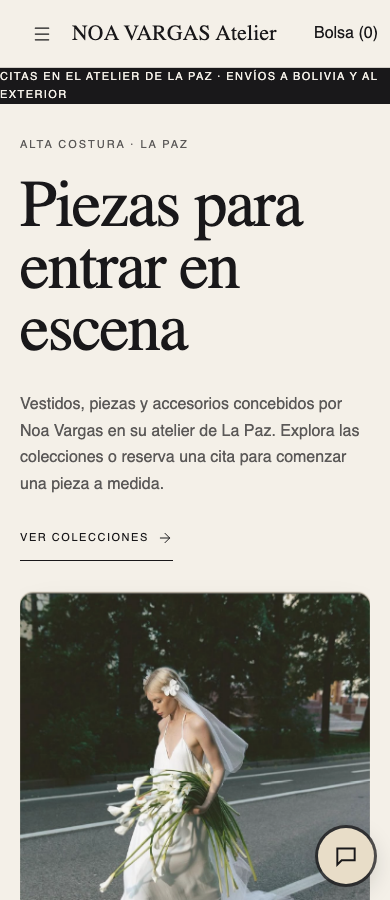 NOA VARGAS Atelier
Bolsa (0)
CITAS EN EL ATELIER DE LA PAZ · ENVÍOS A BOLIVIA Y AL
EXTERIOR
ALTA COSTURA · LA PAZ
Piezas para
entrar en
escena
Vestidos, piezas y accesorios concebidos por
Noa Vargas en su atelier de La Paz. Explora las
colecciones o reserva una cita para comenzar
una pieza a medida.
VER COLECCIONES →